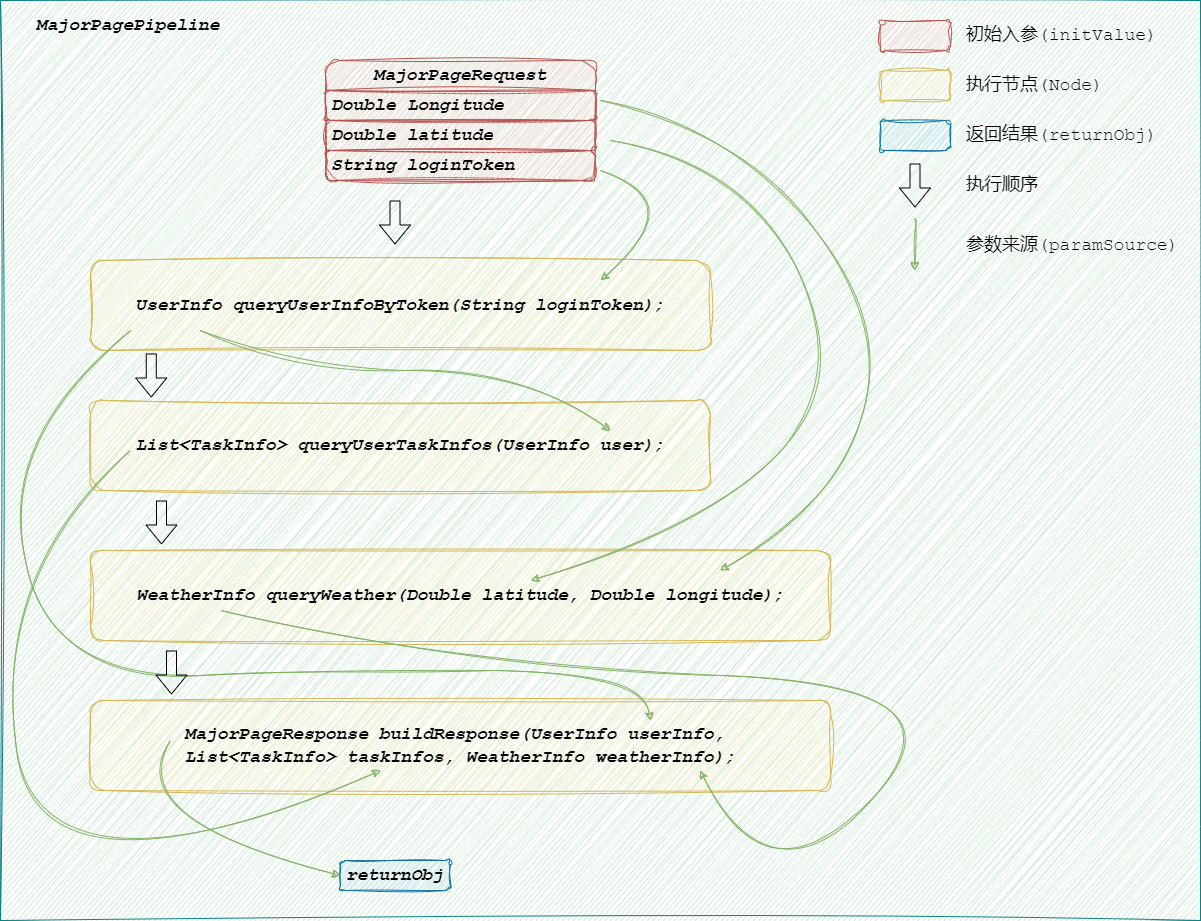 MajorPagePipeline
初始入参(initValue)
MajorPageRequest
执行节点(Node)
Double Longitude
Double latitude
返回结果(returnObj)
String loginToken
执行顺序
参数来源(paramSource)
UserInfo queryUserInfoByToken(String loginToken);
List<TaskInfo> queryUserTaskInfos(UserInfo user);
WeatherInfo queryWeather(Double latitude, Double longitude);
MajorPageResponse buildResponse(UserInfo userInfo,
List<TaskInfo> taskInfos, WeatherInfo weatherInfo);
returnObj